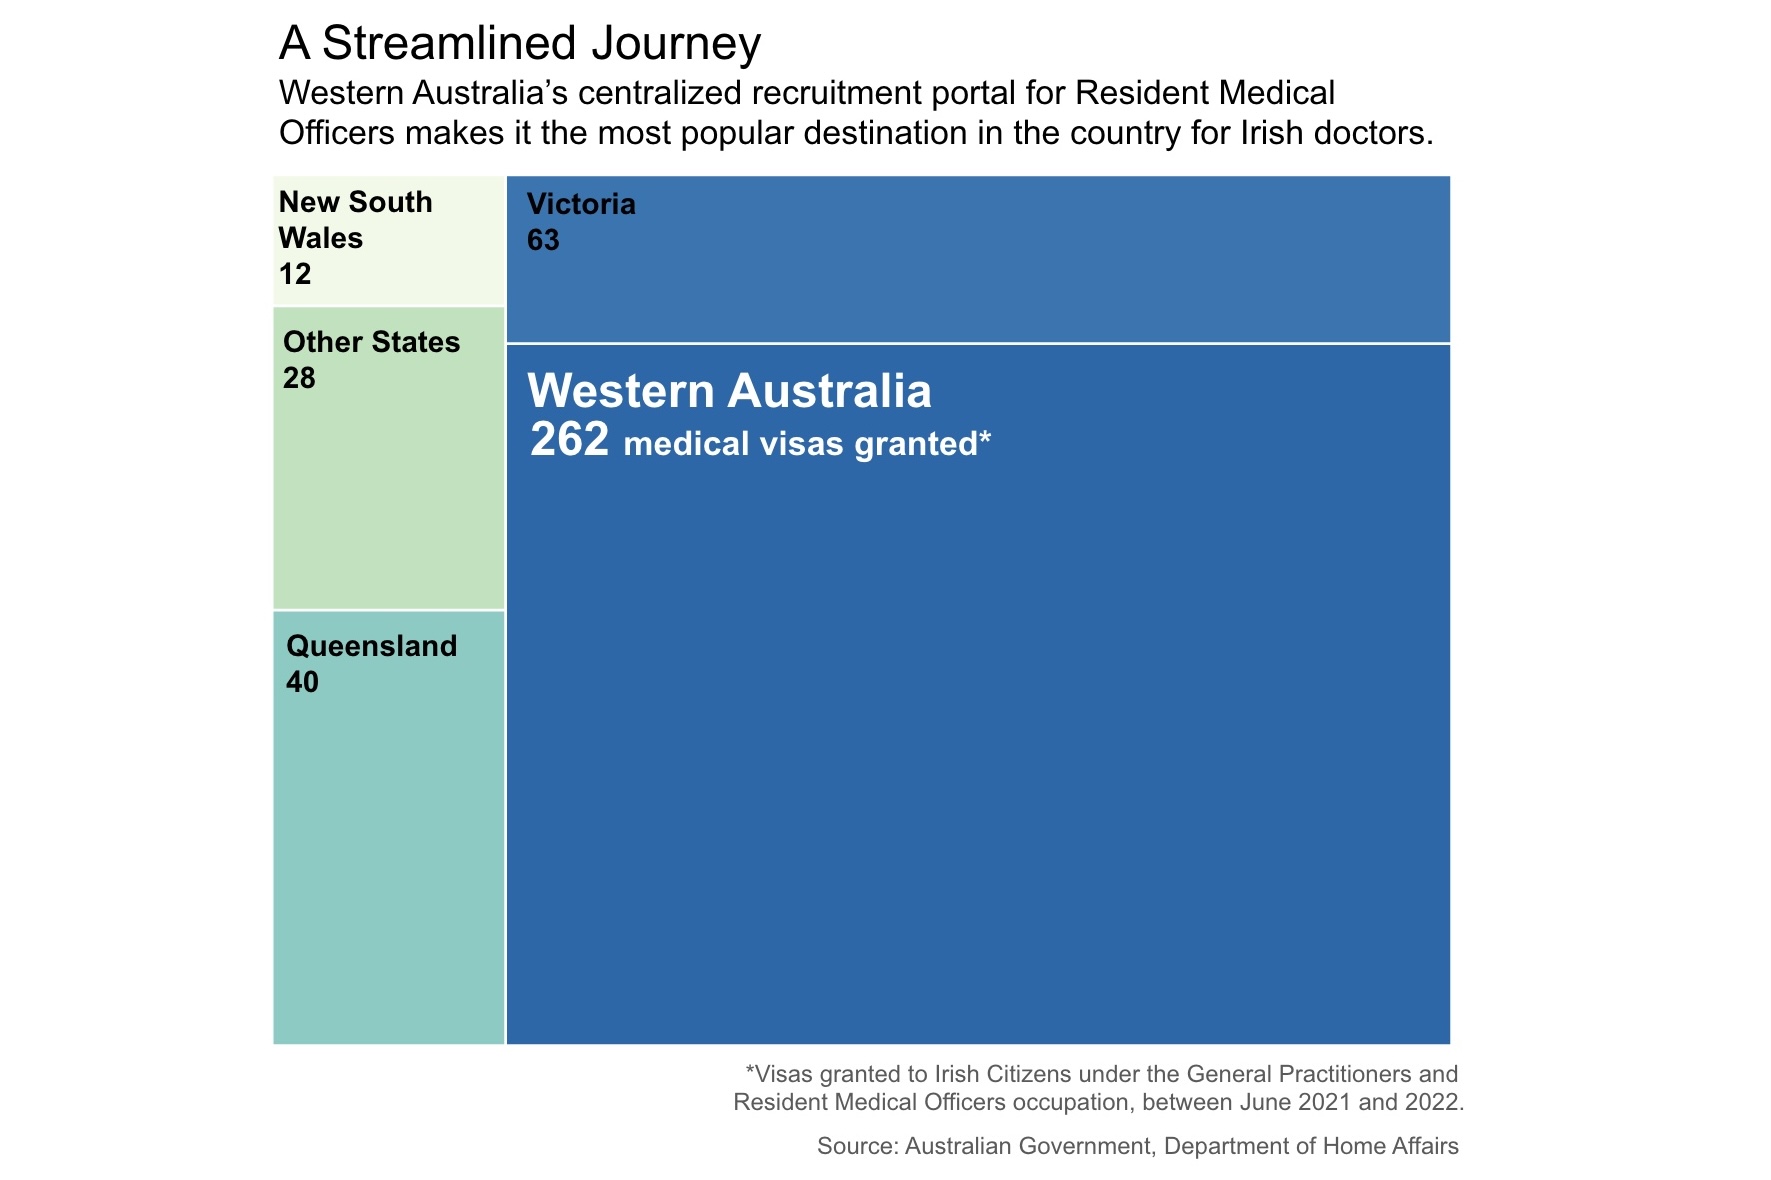 A Streamlined Journey
Western Australia’s centralized recruitment portal for Resident Medical
Officers makes it the most popular destination in the country for Irish doctors.
New South
Wales
12
Victoria
63
Other States
28
Western Australia
262 medical visas granted*
Queensland
40
*Visas granted to Irish Citizens under the General Practitioners and
Resident Medical Officers occupation, between June 2021 and 2022.
Source: Australian Government, Department of Home Affairs